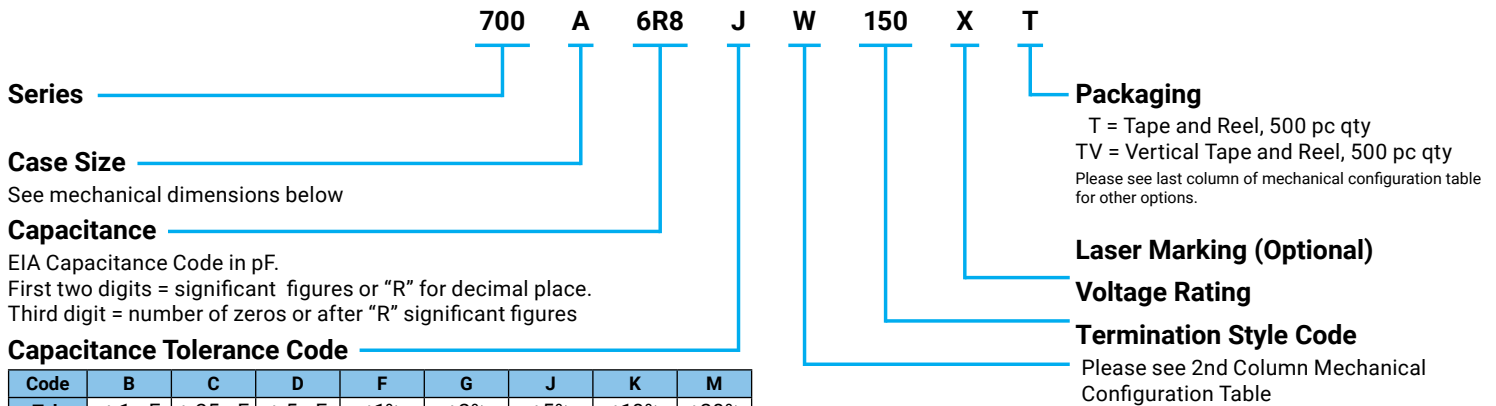 700 A 6R8 J W 150 X T
Series
Case Size
See mechanical dimensions below
Capacitance
EIA Capacitance Code in pF.
First two digits = significant figures or “R” for decimal place.
Third digit = number of zeros or after “R” significant figures
Capacitance Tolerance Code
Code B C D F G J K M
Packaging
T = Tape and Reel, 500 pc qty
TV = Vertical Tape and Reel, 500 pc qty
Please see last column of mechanical configuration table
for other options.
Laser Marking (Optional)
Voltage Rating
Termination Style Code
Please see 2nd Column Mechanical
Configuration Table